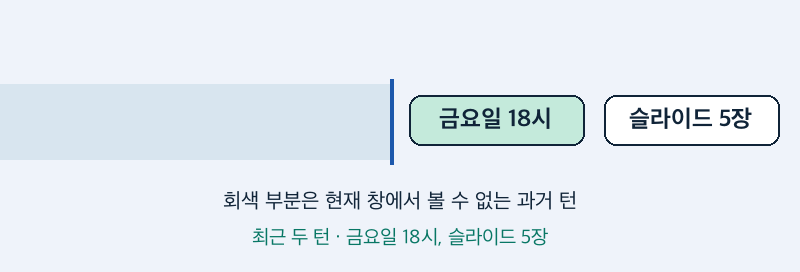 금요일 18시 슬라이드 5장
회색 부분은 현재 창에서 볼 수 없는 과거 턴
최근 두 턴 · 금요일 18시, 슬라이드 5장